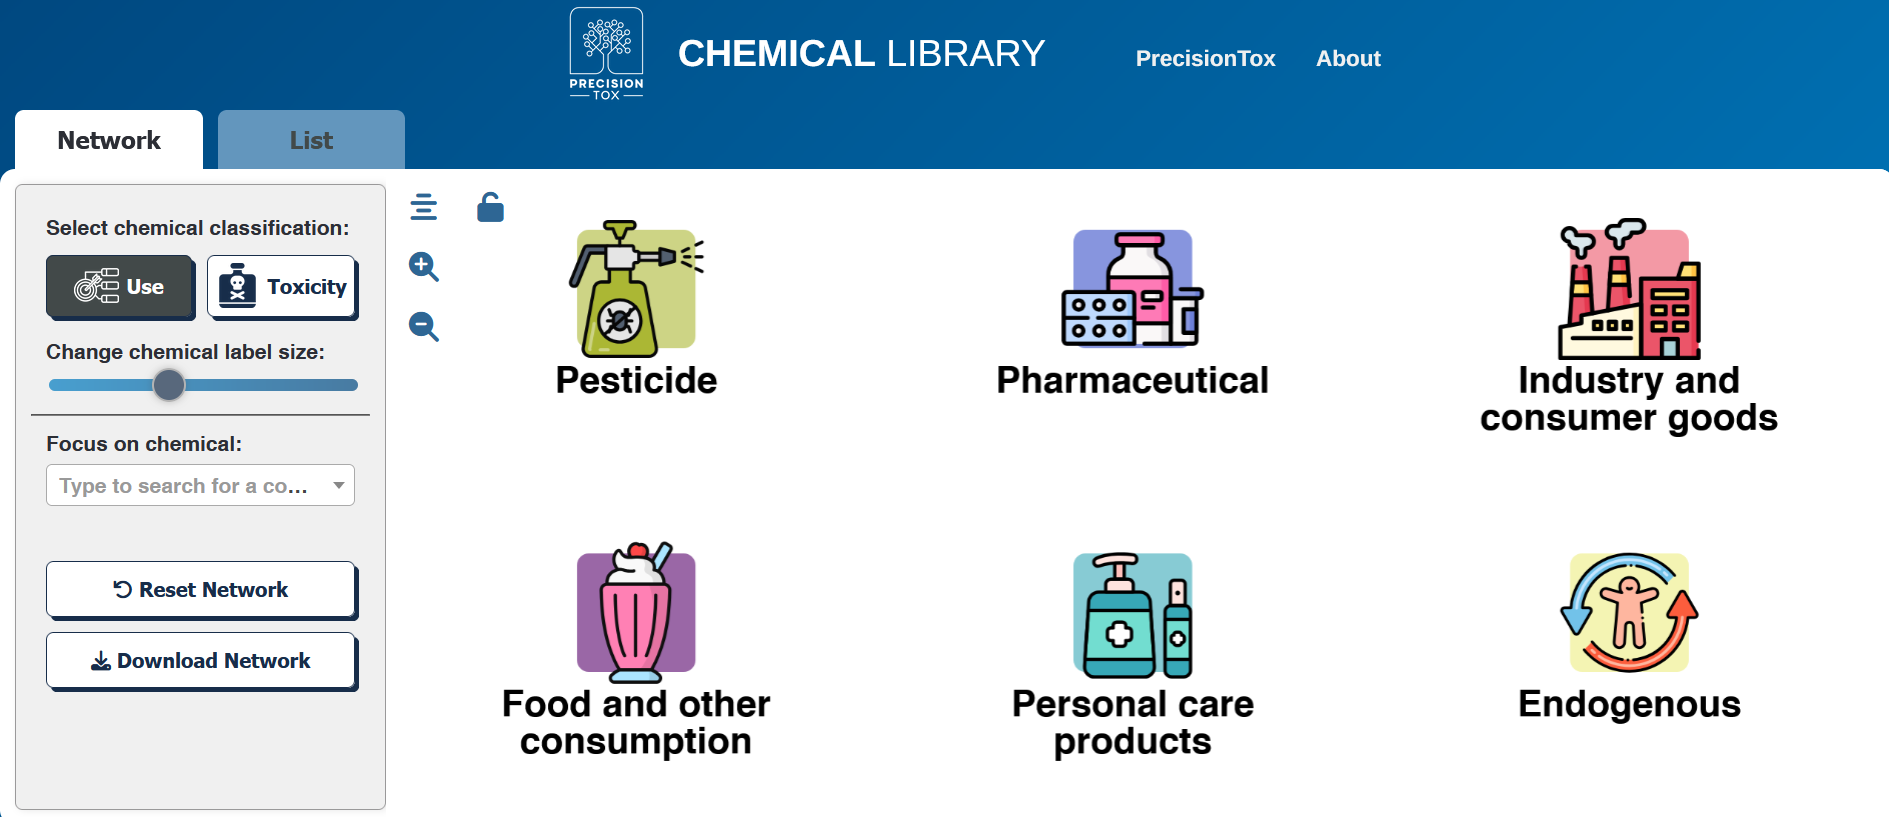 PRECISION
TOX
CHEMICAL LIBRARY
PrecisionTox
About
Network
List
Select chemical classification:
Use
Toxicity
Change chemical label size:
Focus on chemical:
Type to search for a co...
Reset Network
Download Network
Pesticide
Pharmaceutical
Industry and
consumer goods
Food and other
consumption
Personal care
products
Endogenous